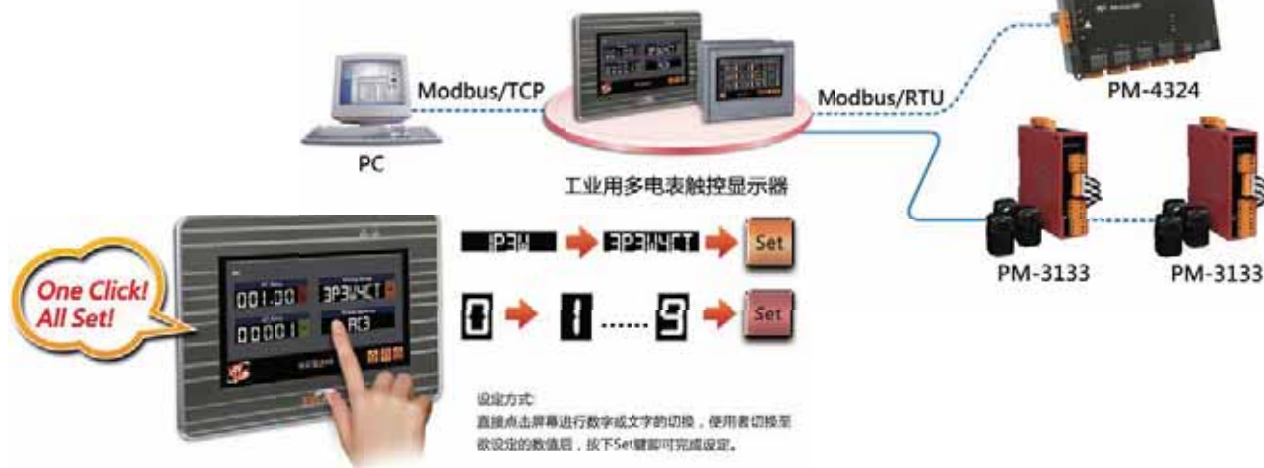 Modbus/TCP
Modbus/RTU
PC
PM-4324
工业用多电表触控显示器
PM-3133
PM-3133
One Click!
All Set!
001.00
3P3W4CT
00001
1P3W
3P3W4CT
Set
0
1
......
9
Set
设定方式:
直接点击屏幕进行数字或文字的切换，使用者切换至
欲设定的数值后，按下Set键即可完成设定。